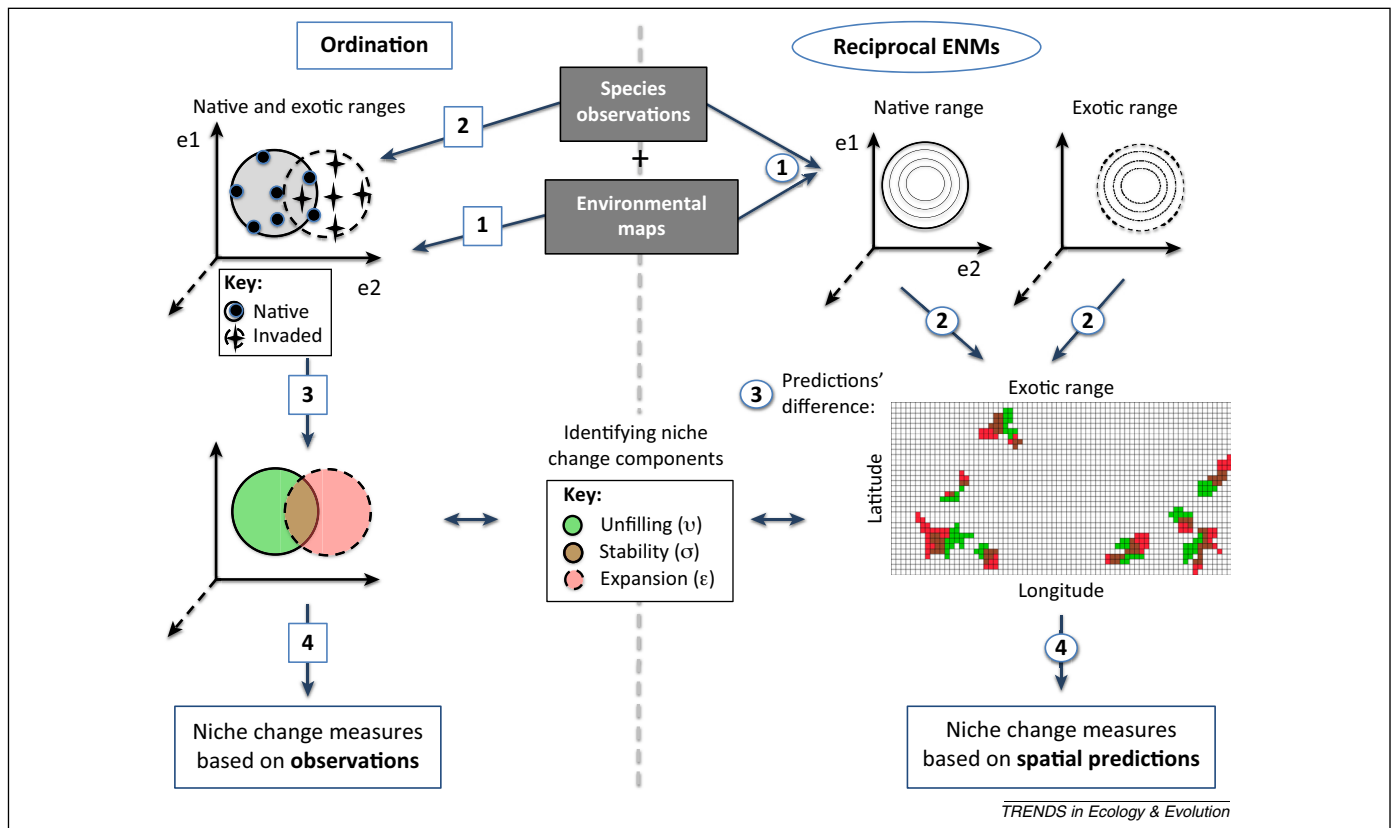 Ordination
Reciprocal ENMs
Species
observations
+
Environmental
maps
Native and exotic ranges
e1
e2
2
1
Key:
Native
Invaded
3
4
Niche change measures
based on observations
Native range
Exotic range
e1
e2
1
2
2
3
Predictions’
difference:
Exotic range
Latitude
Longitude
Identifying niche
change components
Key:
Unfilling (υ)
Stability (σ)
Expansion (ε)
4
Niche change measures
based on spatial predictions
TRENDS in Ecology & Evolution